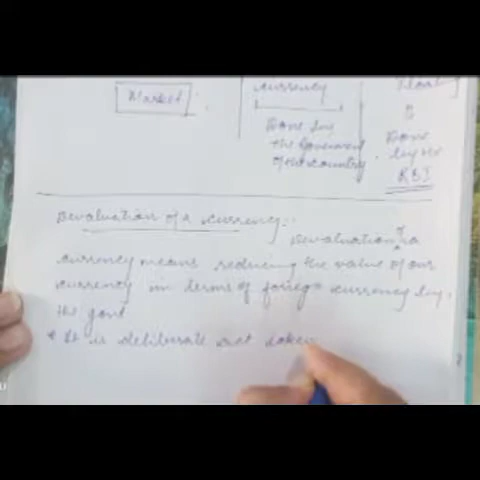 currency
Floating
Market
Done by
the Government
of the country.
Done
by the
RBI
Devaluation of a currency:-
Devaluation of a
currency means reducing the value of our
currency in terms of foriegn currency by
the govt
* It is deliberate act taken